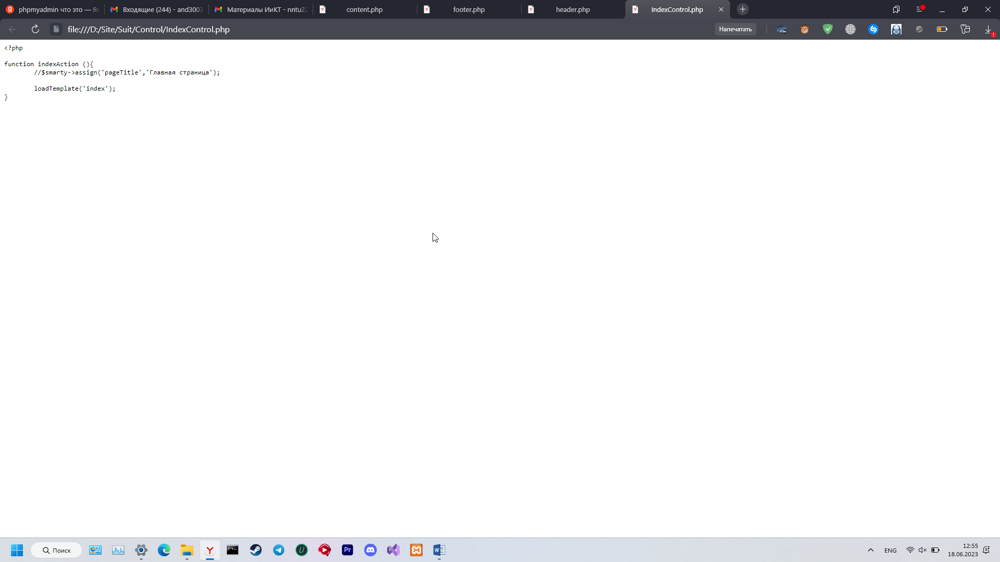 phpmyadmin что это — Ян
Входящие (244) - and3003
Материалы ИиКТ - nntu22
content.php
footer.php
header.php
IndexControl.php
file:///D:/Site/Suit/Control/IndexControl.php
Напечатать
<?php
function indexAction (){
//$smarty->assign('pageTitle','Главная страница');
loadTemplate('index');
}
Поиск
ENG
12:55
18.06.2023